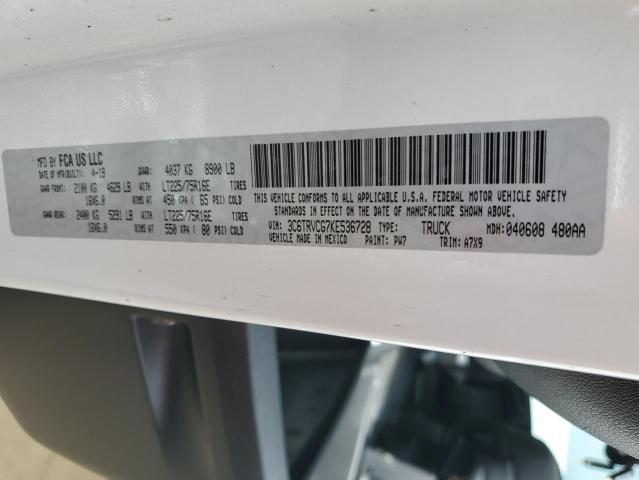 MFD BY FCA US LLC
DATE OF MFR(BUILT): 4-19 GVWR: 4037 KG 8900 LB
GAWR FRONT: 2100 KG 4629 LB WITH LT225/75R16E TIRES
16X6.0 RIMS AT 450 KPA ( 65 PSI) COLD
GAWR REAR: 2400 KG 5291 LB WITH LT225/75R16E TIRES
16X6.0 RIMS AT 550 KPA ( 80 PSI) COLD
THIS VEHICLE CONFORMS TO ALL APPLICABLE U.S.A. FEDERAL MOTOR VEHICLE SAFETY
STANDARDS IN EFFECT ON THE DATE OF MANUFACTURE SHOWN ABOVE.
VIN: 3C6TRVCG7KE536728 TYPE: TRUCK MDH: 040608 480AA
VEHICLE MADE IN MEXICO PAINT: PW7 TRIM: A7X9